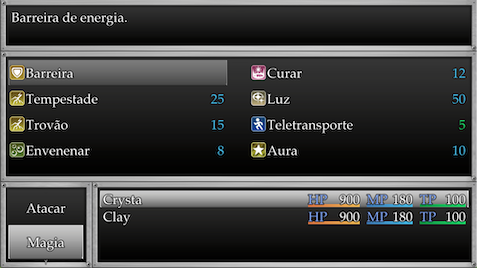 Barreira de energia.
Barreira
Curar 12
Tempestade 25
Luz 50
Trovão 15
Teletransporte 5
Envenenar 8
Aura 10
Atacar
Magia
Crysta HP 900 MP 180 TP 100
Clay HP 900 MP 180 TP 100